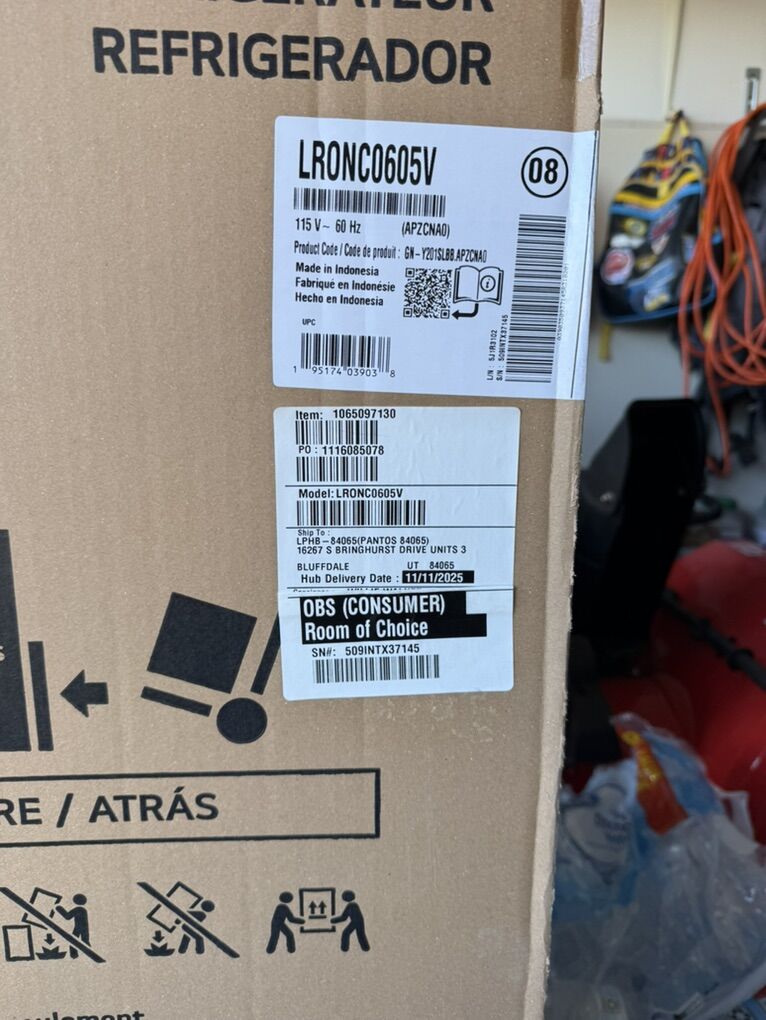 REFRIGERADOR
LRONC0605V
08
115 V~ 60 Hz (APZCNA0)
Product Code / Code de produit : GN-Y201SLBB.APZCNA0
Made in Indonesia
Fabriqué en Indonésie
Hecho en Indonesia
UPC
1 95174 03903 8
L/N : SJ1R3102
S/N : 509INTX37145
Item: 1065097130
PO : 1116085078
Model: LRONC0605V
Ship To :
LPHB-84065(PANTOS 84065)
16267 S BRINGHURST DRIVE UNITS 3
BLUFFDALE UT 84065
Hub Delivery Date : 11/11/2025
OBS (CONSUMER)
Room of Choice
SN#: 509INTX37145
RE / ATRÁS